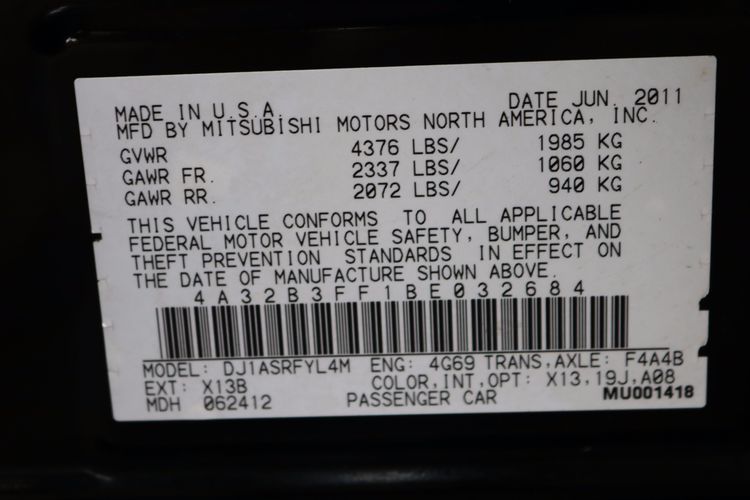 MADE IN U.S.A. DATE JUN. 2011
MFD BY MITSUBISHI MOTORS NORTH AMERICA, INC.
GVWR 4376 LBS/ 1985 KG
GAWR FR. 2337 LBS/ 1060 KG
GAWR RR. 2072 LBS/ 940 KG
THIS VEHICLE CONFORMS TO ALL APPLICABLE
FEDERAL MOTOR VEHICLE SAFETY, BUMPER, AND
THEFT PREVENTION STANDARDS IN EFFECT ON
THE DATE OF MANUFACTURE SHOWN ABOVE.
4A32B3FF1BE032684
MODEL: DJ1ASRFYL4M ENG: 4G69 TRANS,AXLE: F4A4B
EXT: X13B COLOR,INT,OPT: X13,19J,A08
MDH 062412 PASSENGER CAR MU001418